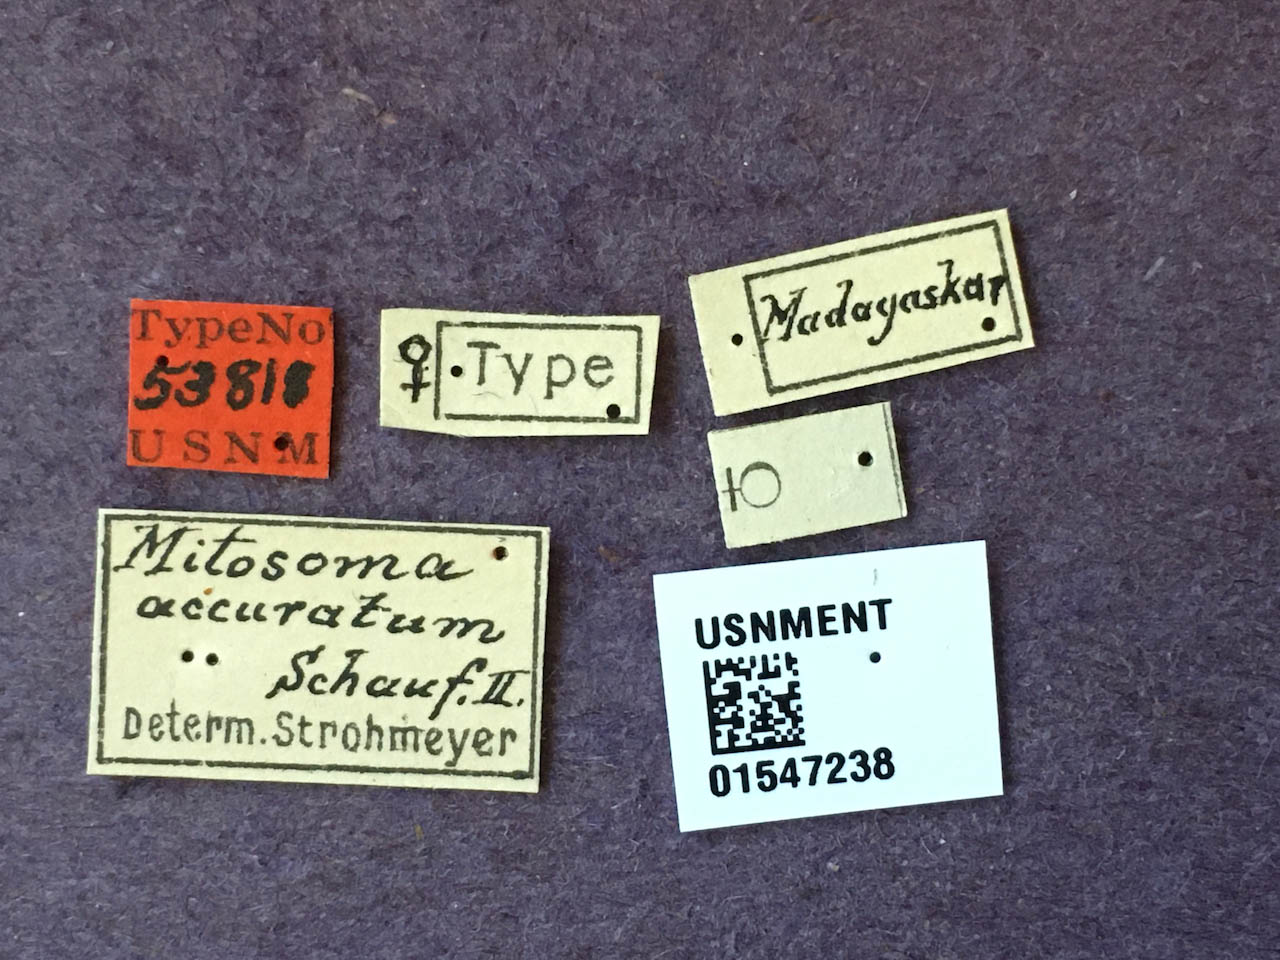 TypeNo
53818
USNM
♀ Type
Madagaskar
♀
Mitosoma
accuratum
Schauf. II.
Determ. Strohmeyer
USNMENT
01547238